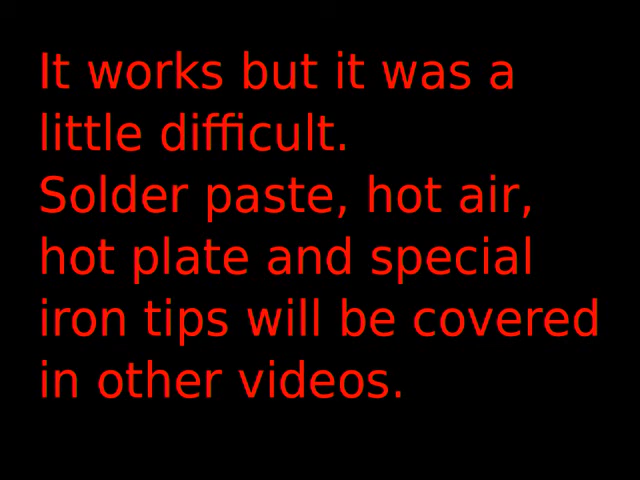 It works but it was a
little difficult.
Solder paste, hot air,
hot plate and special
iron tips will be covered
in other videos.